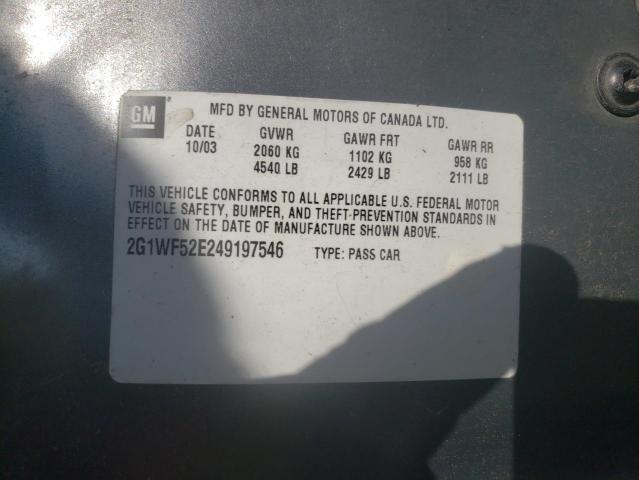 GM
MFD BY GENERAL MOTORS OF CANADA LTD.
DATE GVWR GAWR FRT GAWR RR
10/03 2060 KG 1102 KG 958 KG
4540 LB 2429 LB 2111 LB
THIS VEHICLE CONFORMS TO ALL APPLICABLE U.S. FEDERAL MOTOR
VEHICLE SAFETY, BUMPER, AND THEFT-PREVENTION STANDARDS IN
EFFECT ON THE DATE OF MANUFACTURE SHOWN ABOVE.
2G1WF52E249197546 TYPE: PASS CAR